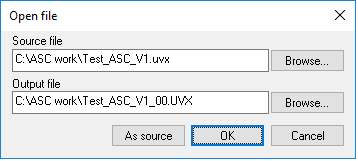 Open file
Source file
C:\ASC work\Test_ASC_V1.uvx
Browse...
Output file
C:\ASC work\Test_ASC_V1_00.UVX
Browse...
As source OK Cancel